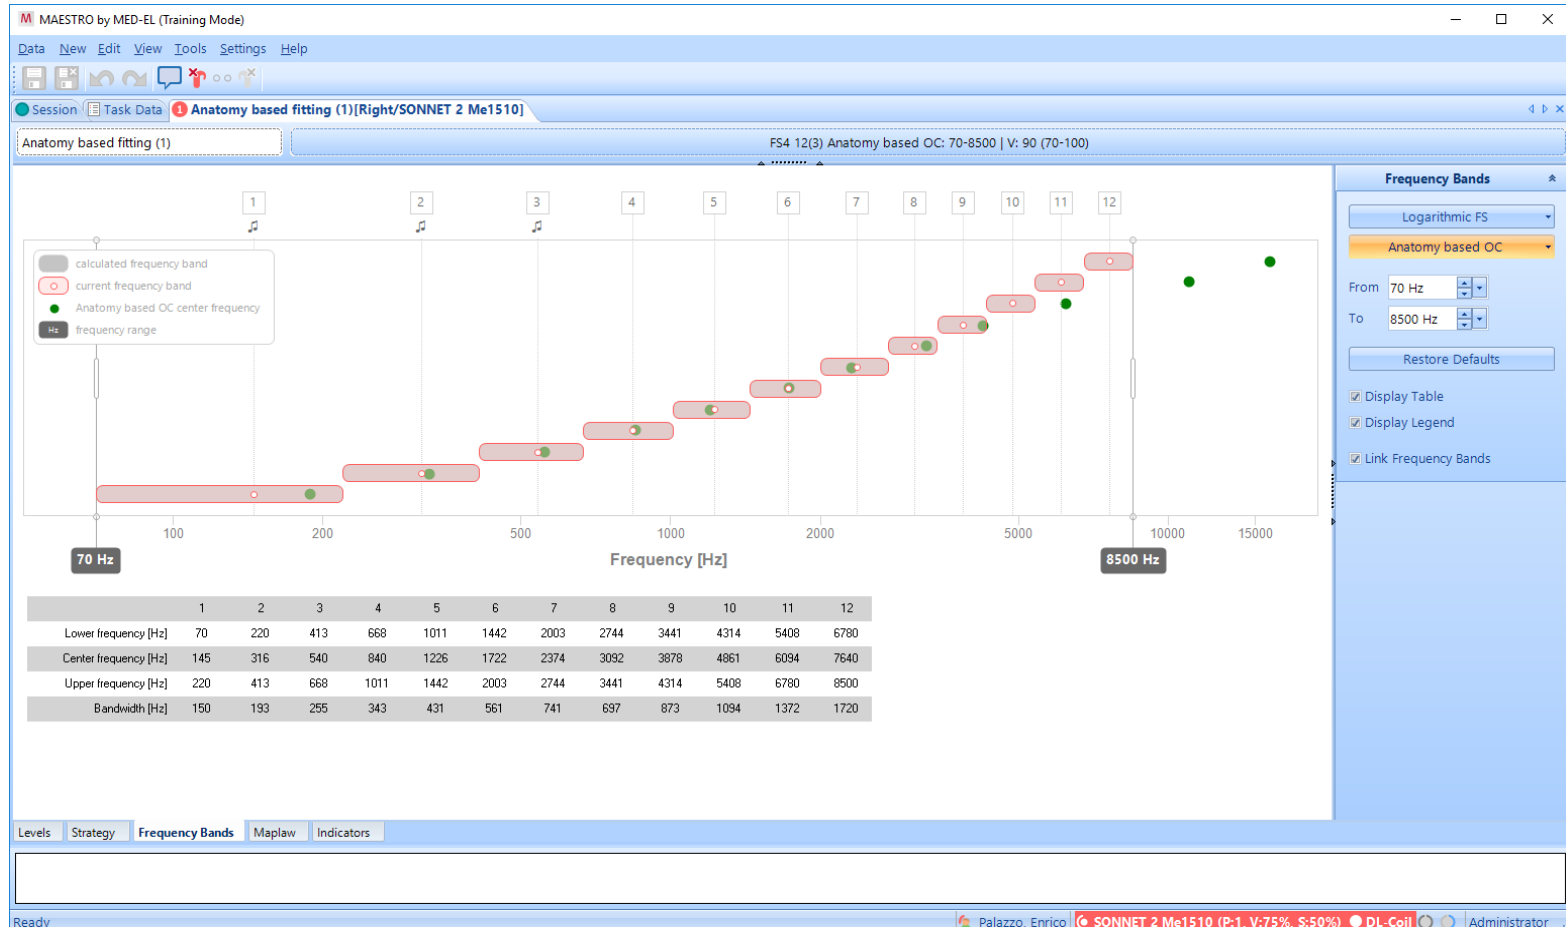 MAESTRO by MED-EL (Training Mode)
Data New Edit View Tools Settings Help
Session Task Data 1 Anatomy based fitting (1)[Right/SONNET 2 Me1510]
Anatomy based fitting (1)
FS4 12(3) Anatomy based OC: 70-8500 | V: 90 (70-100)
1 2 3 4 5 6 7 8 9 10 11 12
calculated frequency band
current frequency band
Anatomy based OC center frequency
Hz frequency range
100 200 500 1000 2000 5000 10000 15000
70 Hz Frequency [Hz] 8500 Hz
1 2 3 4 5 6 7 8 9 10 11 12
Lower frequency [Hz] 70 220 413 668 1011 1442 2003 2744 3441 4314 5408 6780
Center frequency [Hz] 145 316 540 840 1226 1722 2374 3092 3878 4861 6094 7640
Upper frequency [Hz] 220 413 668 1011 1442 2003 2744 3441 4314 5408 6780 8500
Bandwidth [Hz] 150 193 255 343 431 561 741 697 873 1094 1372 1720
Frequency Bands
Logarithmic FS
Anatomy based OC
From 70 Hz
To 8500 Hz
Restore Defaults
Display Table
Display Legend
Link Frequency Bands
Levels Strategy Frequency Bands Maplaw Indicators
Ready Palazzo, Enrico SONNET 2 Me1510 (P:1, V:75%, S:50%) DL-Coil Administrator